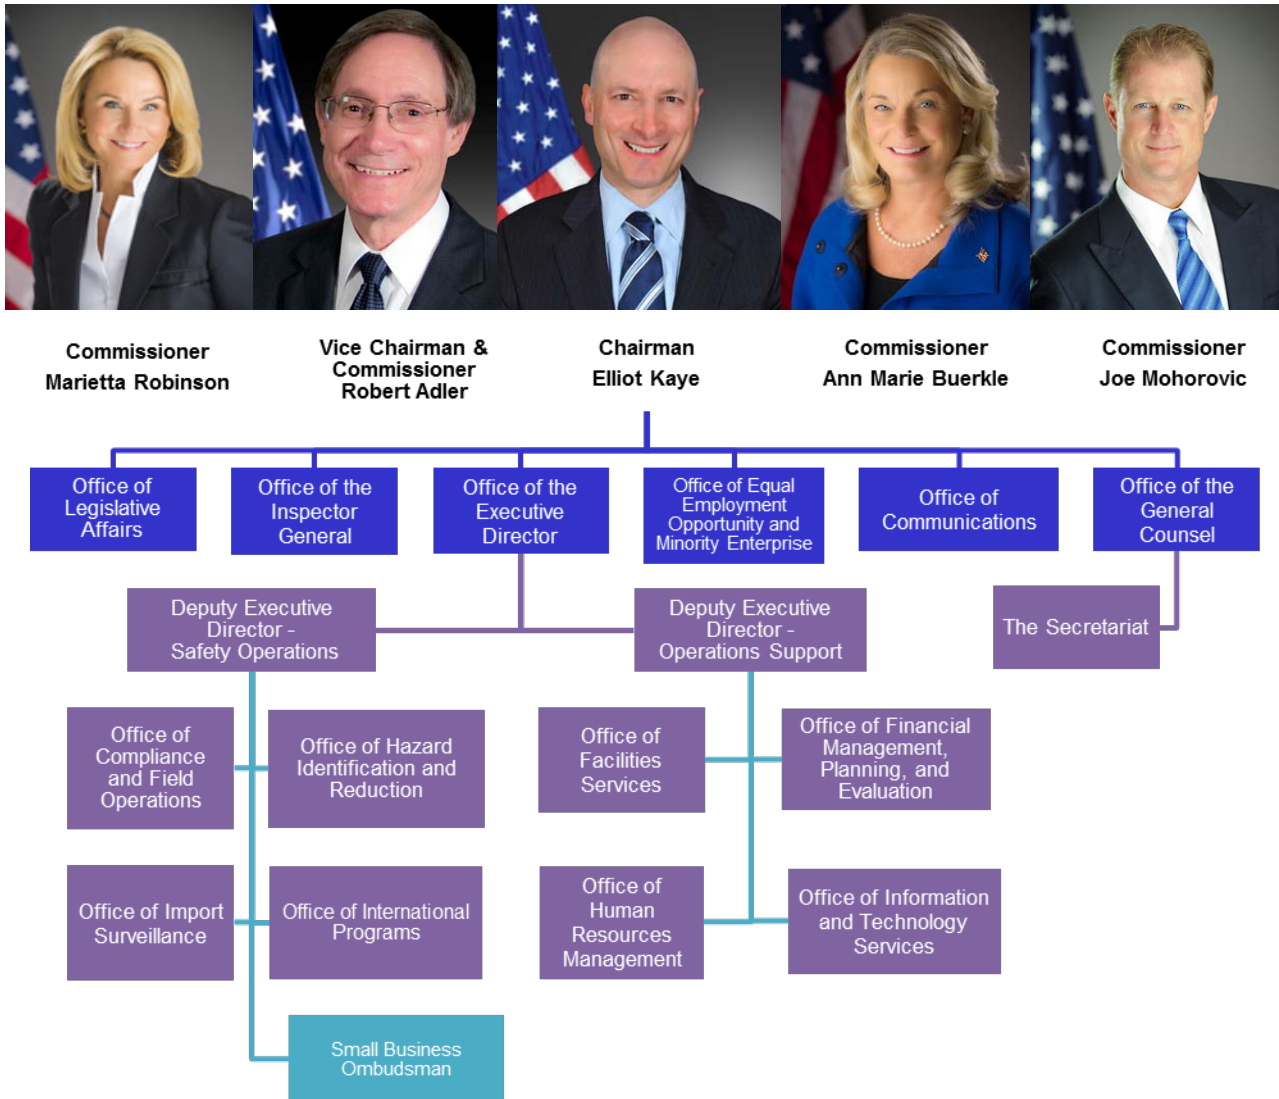 Commissioner
Marietta Robinson
Vice Chairman &
Commissioner
Robert Adler
Chairman
Elliot Kaye
Commissioner
Ann Marie Buerkle
Commissioner
Joe Mohorovic
Office of
Legislative
Affairs
Office of the
Inspector
General
Office of the
Executive
Director
Office of Equal
Employment
Opportunity and
Minority Enterprise
Office of
Communications
Office of the
General
Counsel
Deputy Executive
Director -
Safety Operations
Deputy Executive
Director -
Operations Support
The Secretariat
Office of
Compliance
and Field
Operations
Office of Hazard
Identification and
Reduction
Office of
Facilities
Services
Office of Financial
Management,
Planning, and
Evaluation
Office of Import
Surveillance
Office of International
Programs
Office of
Human
Resources
Management
Office of Information
and Technology
Services
Small Business
Ombudsman